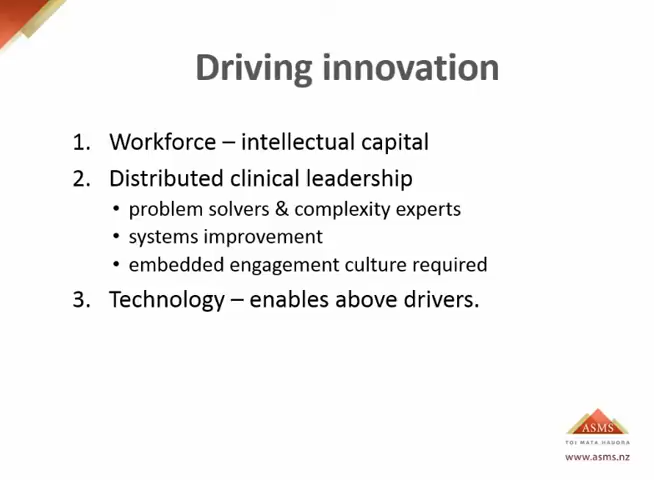 Driving innovation
1. Workforce – intellectual capital
2. Distributed clinical leadership
• problem solvers & complexity experts
• systems improvement
• embedded engagement culture required
3. Technology – enables above drivers.
ASMS
TOI MATA HAUORA
www.asms.nz